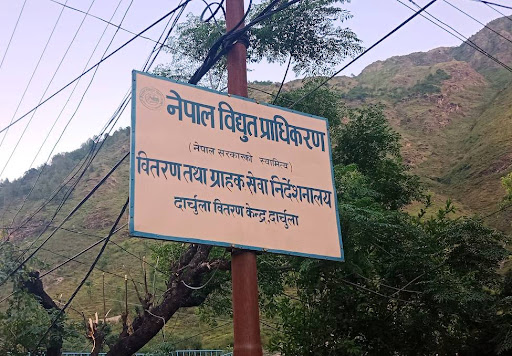 नेपाल विद्युत प्राधिकरण
(नेपाल सरकारको स्वामित्व)
वितरण तथा ग्राहक सेवा निर्देशनालय
दार्चुला वितरण केन्द्र, दार्चुला